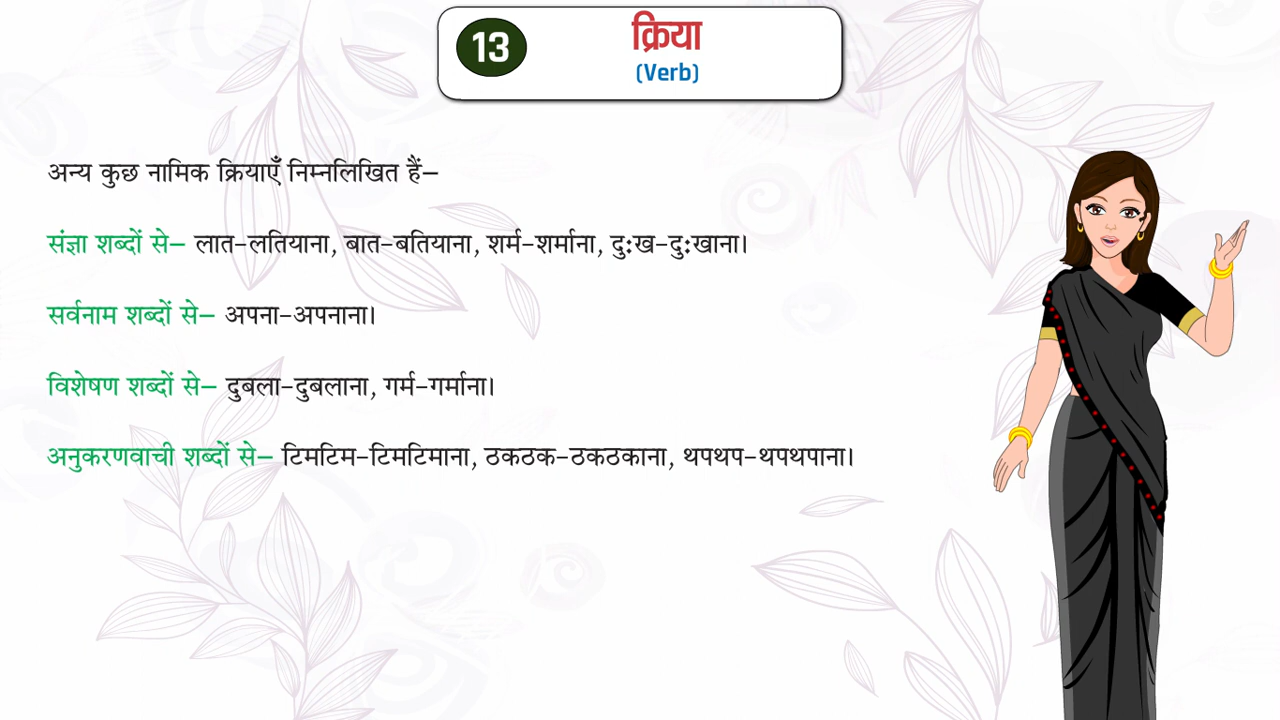 13
क्रिया
(Verb)
अन्य कुछ नामिक क्रियाएँ निम्नलिखित हैं–
संज्ञा शब्दों से– लात-लतियाना, बात-बतियाना, शर्म-शर्माना, दुःख-दुःखाना।
सर्वनाम शब्दों से– अपना-अपनाना।
विशेषण शब्दों से– दुबला-दुबलाना, गर्म-गर्माना।
अनुकरणवाची शब्दों से– टिमटिम-टिमटिमाना, ठकठक-ठकठकाना, थपथप-थपथपाना।